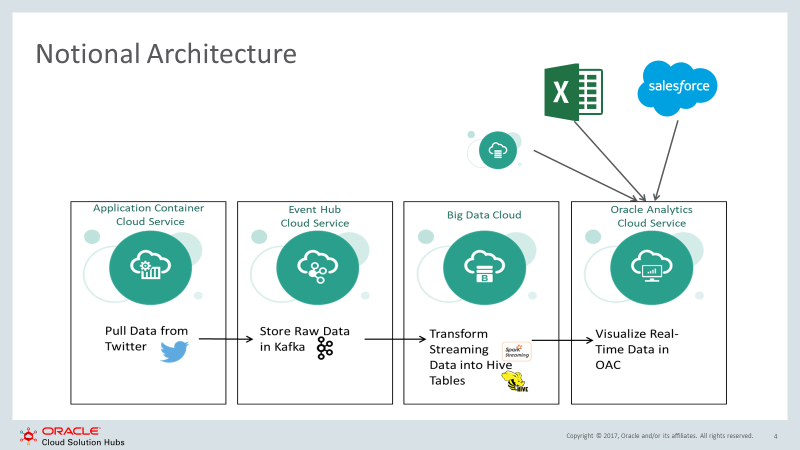 Notional Architecture
X
salesforce
Application Container
Cloud Service
Event Hub
Cloud Service
Big Data Cloud
Oracle Analytics
Cloud Service
B
Pull Data from
Twitter
Store Raw Data
in Kafka
Transform
Streaming
Data into Hive
Tables
Spark
Streaming
HIVE
Visualize Real-
Time Data in
OAC
ORACLE
Cloud Solution Hubs
Copyright © 2017, Oracle and/or its affiliates. All rights reserved.
4